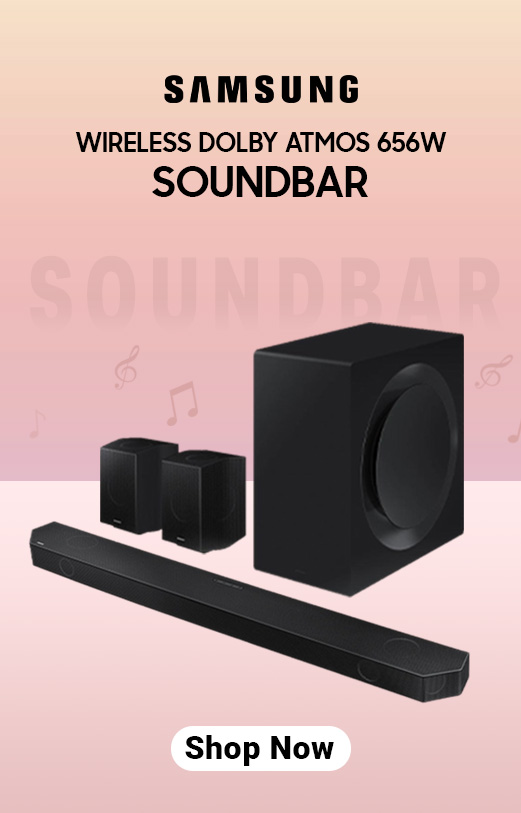 SAMSUNG
WIRELESS DOLBY ATMOS 656W
SOUNDBAR
SOUNDBAR
Shop Now